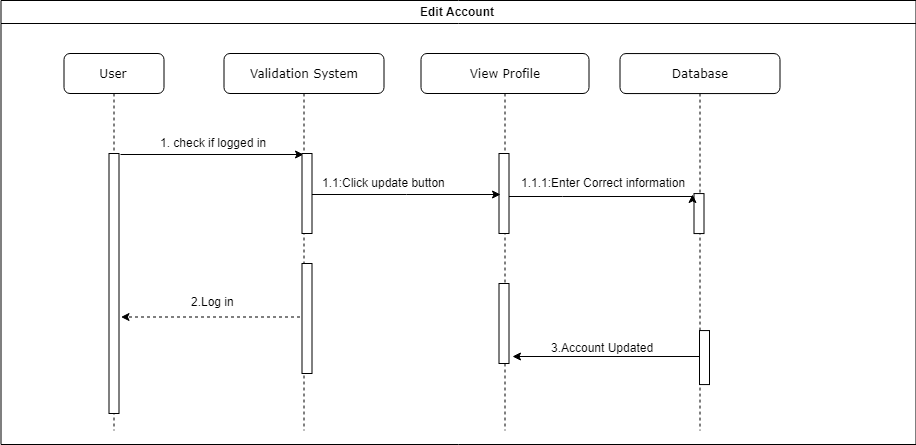 Edit Account
User
Validation System
View Profile
Database
1. check if logged in
1.1:Click update button
1.1.1:Enter Correct information
2.Log in
3.Account Updated